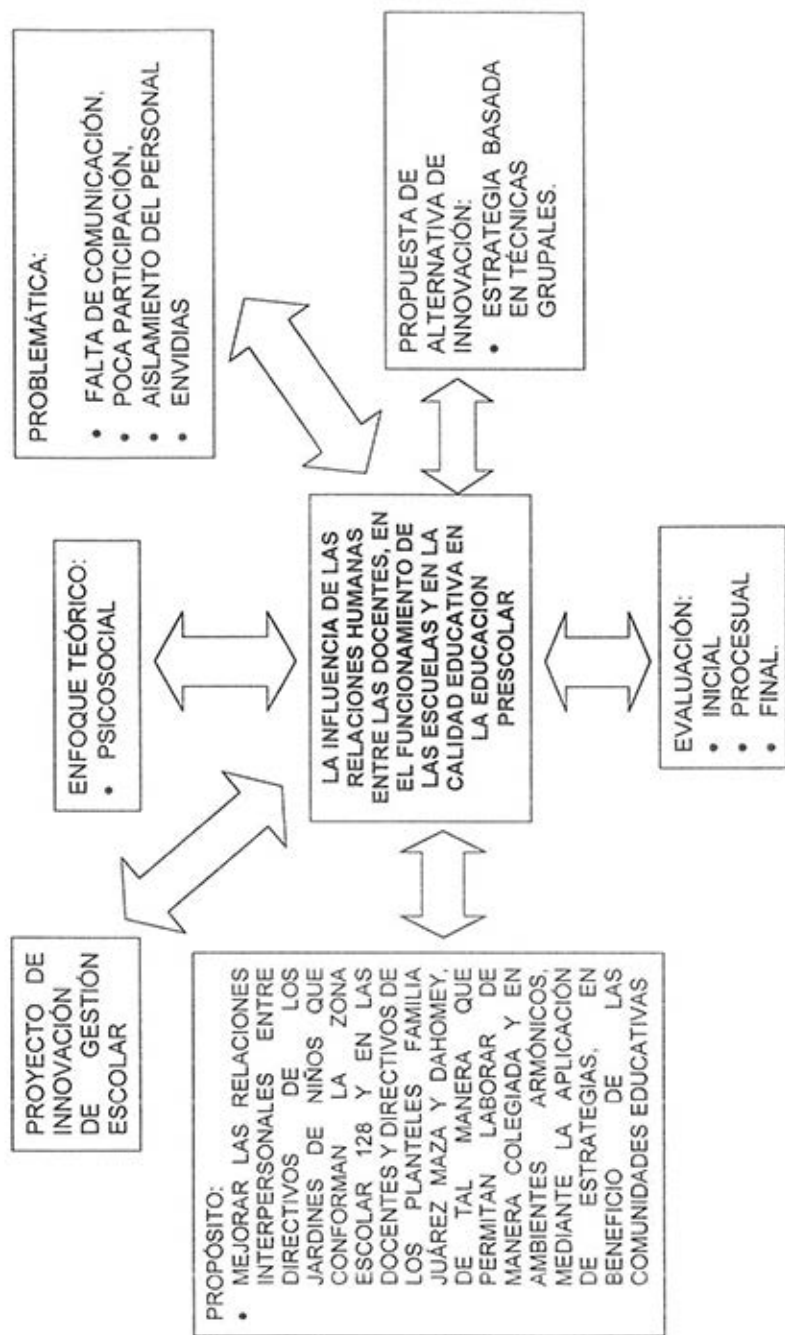 PROYECTO DE
INNOVACIÓN
DE GESTIÓN
ESCOLAR
ENFOQUE TEÓRICO:
• PSICOSOCIAL
PROBLEMÁTICA:
• FALTA DE COMUNICACIÓN,
• POCA PARTICIPACIÓN,
• AISLAMIENTO DEL PERSONAL
• ENVIDIAS
PROPÓSITO:
• MEJORAR LAS RELACIONES
INTERPERSONALES ENTRE
DIRECTIVOS DE LOS
JARDINES DE NIÑOS QUE
CONFORMAN LA ZONA
ESCOLAR 128 Y EN LAS
DOCENTES Y DIRECTIVOS DE
LOS PLANTELES FAMILIA
JUÁREZ MAZA Y DAHOMEY,
DE TAL MANERA QUE
PERMITAN LABORAR DE
MANERA COLEGIADA Y EN
AMBIENTES ARMÓNICOS,
MEDIANTE LA APLICACIÓN
DE ESTRATEGIAS, EN
BENEFICIO DE LAS
COMUNIDADES EDUCATIVAS
LA INFLUENCIA DE LAS
RELACIONES HUMANAS
ENTRE LAS DOCENTES, EN
EL FUNCIONAMIENTO DE
LAS ESCUELAS Y EN LA
CALIDAD EDUCATIVA EN
LA EDUCACION
PRESCOLAR
PROPUESTA DE
ALTERNATIVA DE
INNOVACIÓN:
• ESTRATEGIA BASADA
EN TÉCNICAS
GRUPALES.
EVALUACIÓN:
• INICIAL
• PROCESUAL
• FINAL.